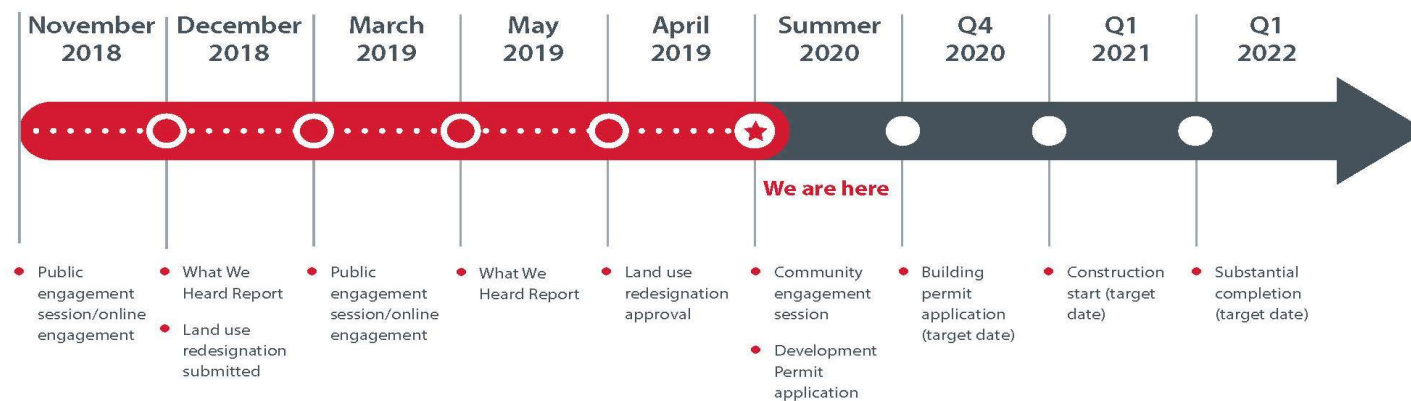 November
2018
December
2018
March
2019
May
2019
April
2019
Summer
2020
Q4
2020
Q1
2021
Q1
2022
We are here
Public
engagement
session/online
engagement
What We
Heard Report
Land use
redesignation
submitted
Public
engagement
session/online
engagement
What We
Heard Report
Land use
redesignation
approval
Community
engagement
session
Development
Permit
application
Building
permit
application
(target date)
Construction
start (target
date)
Substantial
completion
(target date)